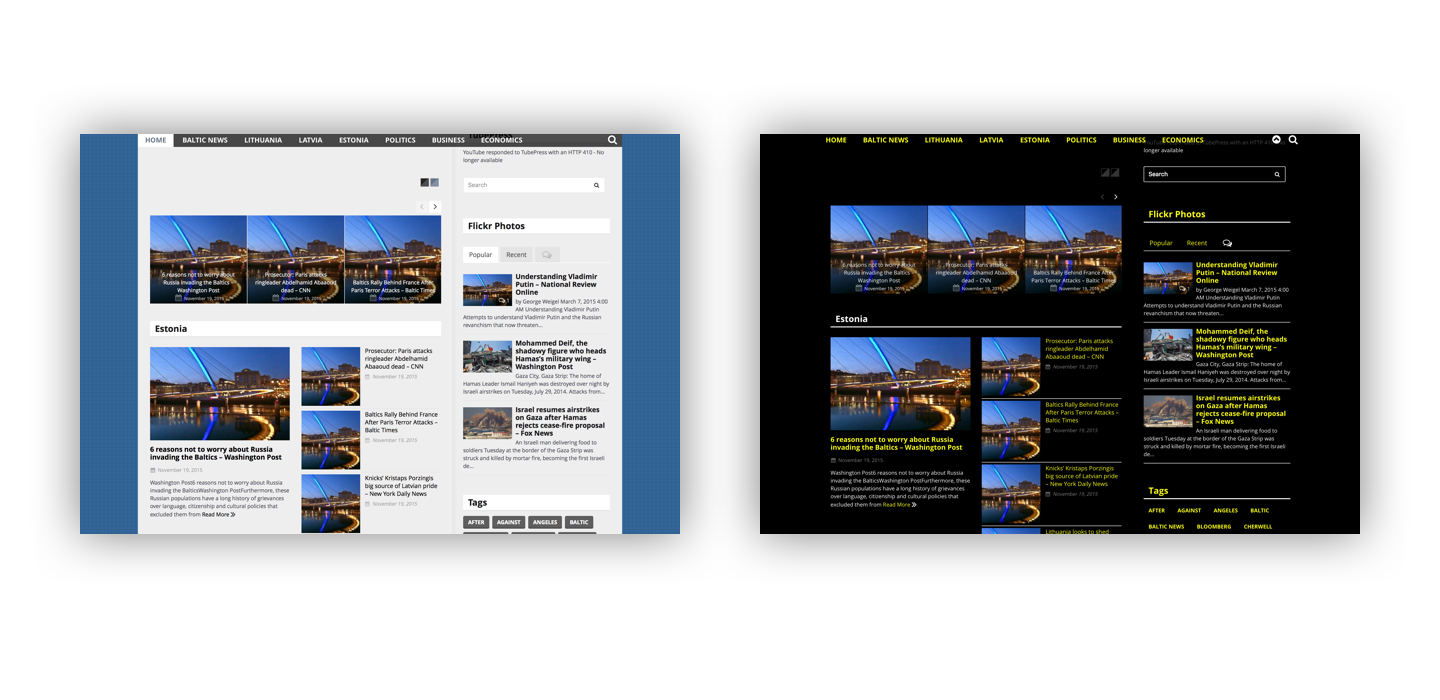 HOME BALTIC NEWS LITHUANIA LATVIA ESTONIA POLITICS BUSINESS ECONOMICS
YouTube responded to TubePress with an HTTP 410 - No
longer available
Search
6 reasons not to worry about
Russia invading the Baltics –
Washington Post
November 19, 2015
Prosecutor: Paris attacks
ringleader Abdelhamid Abaaoud
dead – CNN
November 19, 2015
Baltics Rally Behind France After
Paris Terror Attacks – Baltic Times
November 19, 2015
Estonia
6 reasons not to worry about Russia
invading the Baltics – Washington Post
November 19, 2015
Washington Post6 reasons not to worry about Russia
invading the BalticsWashington PostFurthermore, these
Russian populations have a long history of grievances
over language, citizenship and cultural policies that
excluded them from Read More
Prosecutor: Paris attacks
ringleader Abdelhamid
Abaaoud dead – CNN
November 19, 2015
Baltics Rally Behind France
After Paris Terror Attacks –
Baltic Times
November 19, 2015
Knicks' Kristaps Porzingis
big source of Latvian pride
– New York Daily News
November 19, 2015
Flickr Photos
Popular Recent
Understanding Vladimir
Putin – National Review
Online
1
by George Weigel March 7, 2015 4:00
AM Understanding Vladimir Putin
Attempts to understand Vladimir Putin and the Russian
revanchism that now threaten...
Mohammed Deif, the
shadowy figure who heads
Hamas's military wing –
Washington Post
Gaza City, Gaza Strip: The home of
Hamas Leader Ismail Haniyeh was destroyed over night by
Israeli airstrikes on Tuesday, July 29, 2014. Attacks from...
Israel resumes airstrikes
on Gaza after Hamas
rejects cease-fire proposal
– Fox News
An Israeli man delivering food to
soldiers Tuesday at the border of the Gaza Strip was
struck and killed by mortar fire, becoming the first Israeli
de...
Tags
AFTER AGAINST ANGELES BALTIC
HOME BALTIC NEWS LITHUANIA LATVIA ESTONIA POLITICS BUSINESS ECONOMICS
longer available
Search
6 reasons not to worry about
Russia invading the Baltics –
Washington Post
November 19, 2015
Prosecutor: Paris attacks
ringleader Abdelhamid Abaaoud
dead – CNN
November 19, 2015
Baltics Rally Behind France After
Paris Terror Attacks – Baltic Times
November 19, 2015
Estonia
6 reasons not to worry about Russia
invading the Baltics – Washington Post
November 19, 2015
Washington Post6 reasons not to worry about Russia
invading the BalticsWashington PostFurthermore, these
Russian populations have a long history of grievances
over language, citizenship and cultural policies that
excluded them from Read More
Prosecutor: Paris attacks
ringleader Abdelhamid
Abaaoud dead – CNN
November 19, 2015
Baltics Rally Behind France
After Paris Terror Attacks –
Baltic Times
November 19, 2015
Knicks' Kristaps Porzingis
big source of Latvian pride
– New York Daily News
November 19, 2015
Lithuania looks to shed
Flickr Photos
Popular Recent
Understanding Vladimir
Putin – National Review
Online
1
by George Weigel March 7, 2015 4:00
AM Understanding Vladimir Putin
Attempts to understand Vladimir Putin and the Russian
revanchism that now threaten...
Mohammed Deif, the
shadowy figure who heads
Hamas's military wing –
Washington Post
Gaza City, Gaza Strip: The home of
Hamas Leader Ismail Haniyeh was destroyed over night by
Israeli airstrikes on Tuesday, July 29, 2014. Attacks from...
Israel resumes airstrikes
on Gaza after Hamas
rejects cease-fire proposal
– Fox News
An Israeli man delivering food to
soldiers Tuesday at the border of the Gaza Strip was
struck and killed by mortar fire, becoming the first Israeli
de...
Tags
AFTER AGAINST ANGELES BALTIC
BALTIC NEWS BLOOMBERG CHERWELL